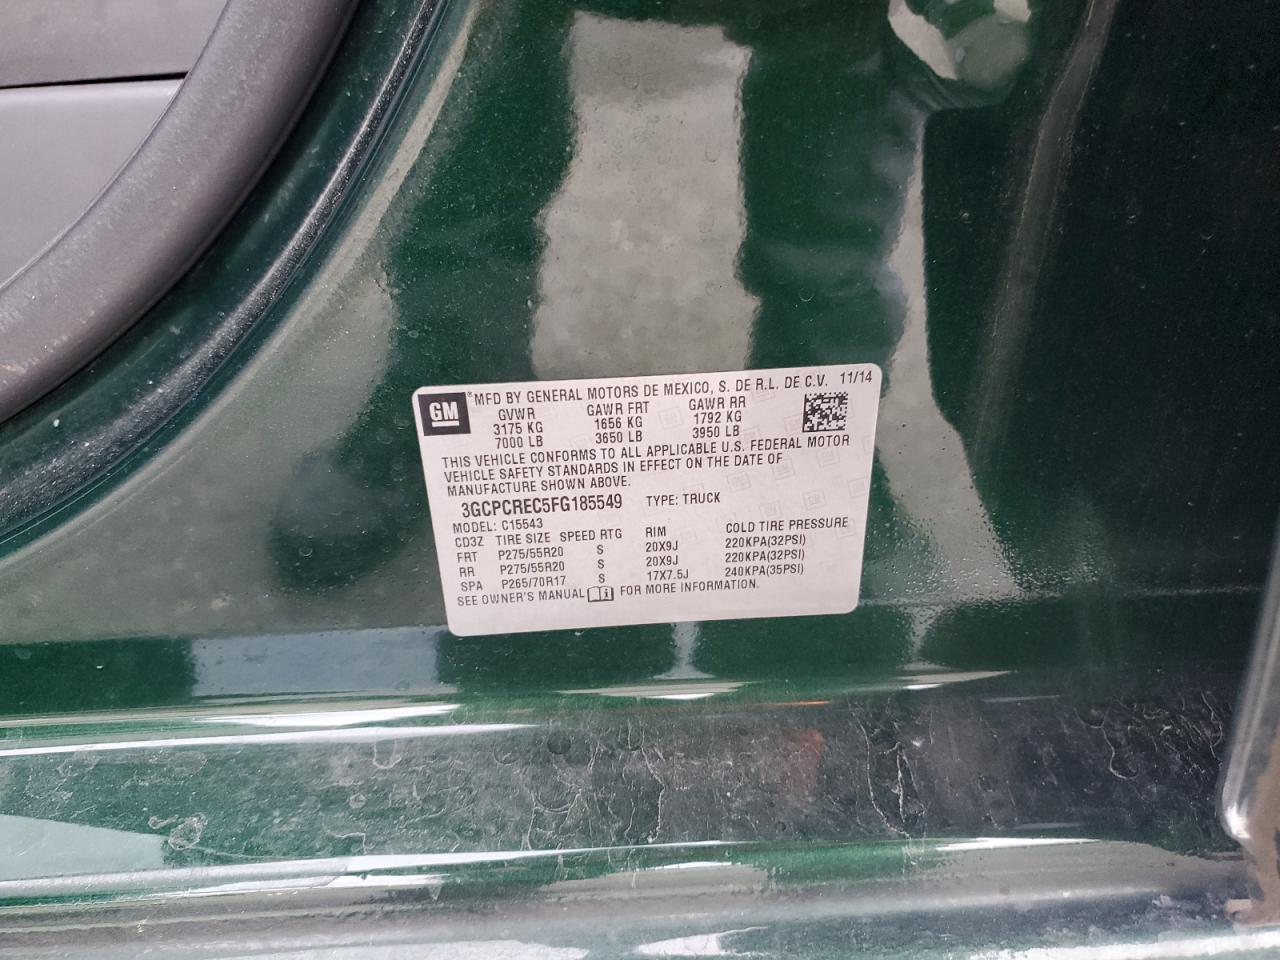 GM ®MFD BY GENERAL MOTORS DE MEXICO, S. DE R.L. DE C.V. 11/14
GVWR GAWR FRT GAWR RR
3175 KG 1656 KG 1792 KG
7000 LB 3650 LB 3950 LB
THIS VEHICLE CONFORMS TO ALL APPLICABLE U.S. FEDERAL MOTOR
VEHICLE SAFETY STANDARDS IN EFFECT ON THE DATE OF
MANUFACTURE SHOWN ABOVE.
3GCPCREC5FG185549 TYPE: TRUCK
MODEL: C15543
CD3Z TIRE SIZE SPEED RTG RIM COLD TIRE PRESSURE
FRT P275/55R20 S 20X9J 220KPA(32PSI)
RR P275/55R20 S 20X9J 220KPA(32PSI)
SPA P265/70R17 S 17X7.5J 240KPA(35PSI)
SEE OWNER'S MANUAL FOR MORE INFORMATION.